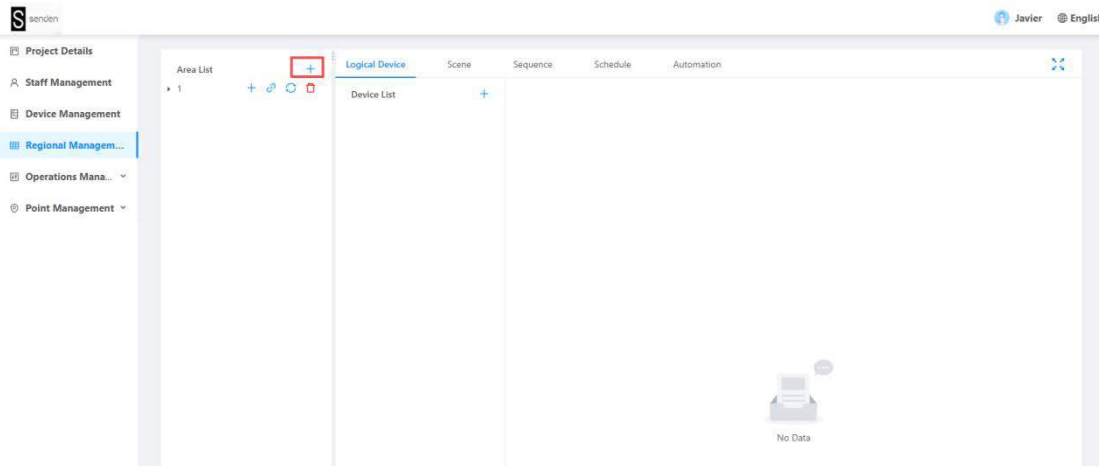 S senden
Javier
English
Project Details
Staff Management
Device Management
Regional Managem...
Operations Mana...
Point Management
Area List
1
Logical Device
Scene
Sequence
Schedule
Automation
Device List
No Data